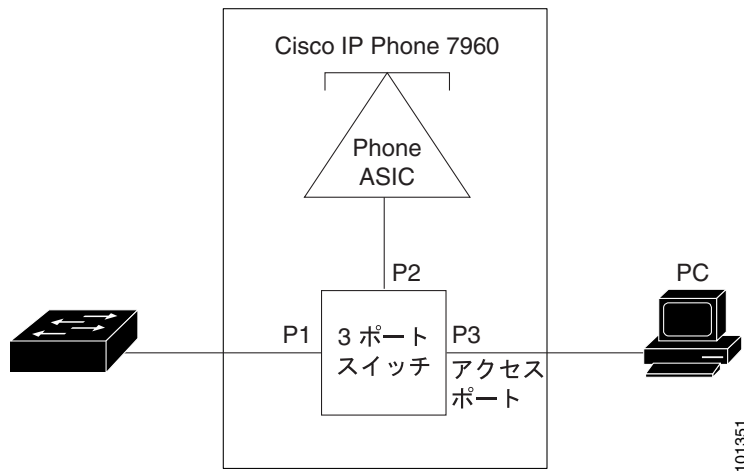 Cisco IP Phone 7960
Phone
ASIC
P2
PC
P1
3 ポート
スイッチ
P3
アクセス
ポート
101351